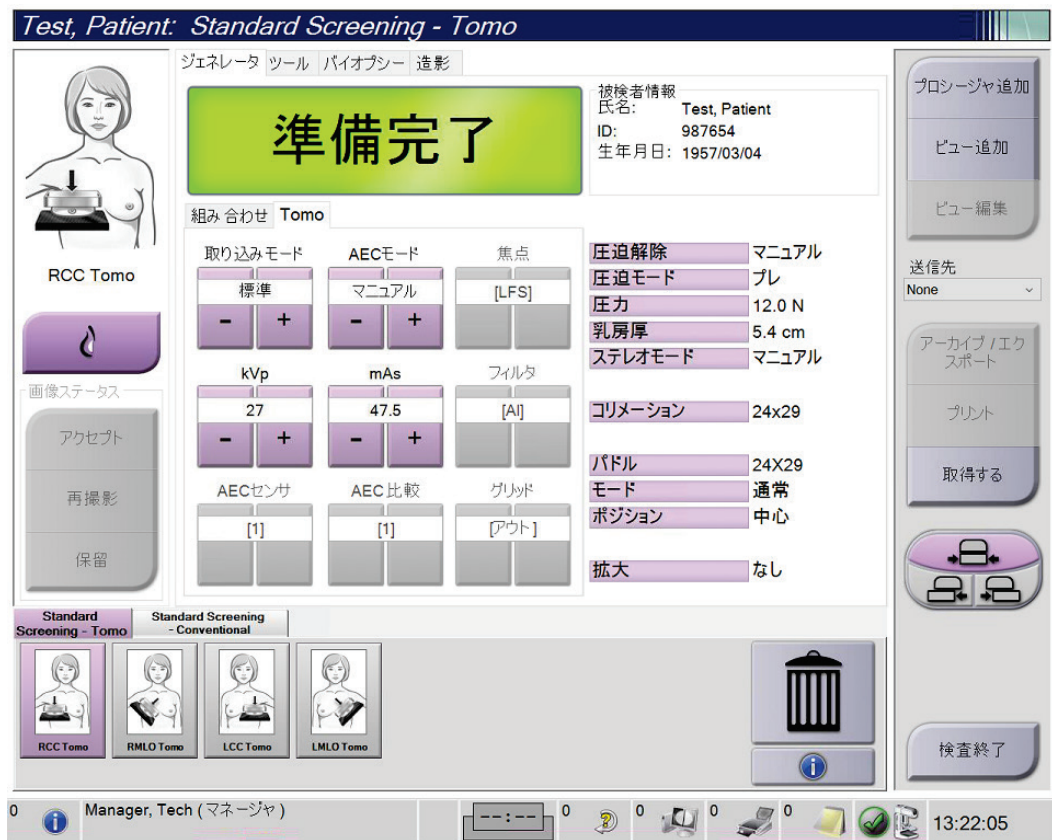 Test, Patient: Standard Screening - Tomo
ジェネレータ ツール バイオプシー 造影
準備完了
被検者情報
氏名: Test, Patient
ID: 987654
生年月日: 1957/03/04
RCC Tomo
画像ステータス
アクセプト
再撮影
保留
組み合わせ Tomo
取り込みモード AECモード 焦点
標準 マニュアル [LFS]
- + - +
kVp mAs フィルタ
27 47.5 [Al]
- + - +
AECセンサ AEC比較 グリッド
[1] [1] [アウト]
圧迫解除 マニュアル
圧迫モード プレ
圧力 12.0 N
乳房厚 5.4 cm
ステレオモード マニュアル
コリメーション 24x29
パドル 24X29
モード 通常
ポジション 中心
拡大 なし
プロシージャ追加
ビュー追加
ビュー編集
送信先
None
アーカイブ / エク
スポート
プリント
取得する
検査終了
Standard
Screening - Tomo
Standard Screening
- Conventional
RCC Tomo RMLO Tomo LCC Tomo LMLO Tomo
0 Manager, Tech (マネージャ) --:-- 0 0 0 0 13:22:05